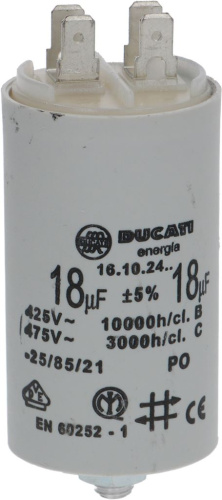 DUCATI
energia
16.10.24..
18µF ±5% 18µF
425V~ 10000h/cl. B
475V~ 3000h/cl. C
-25/85/21 PO
EN 60252 - 1